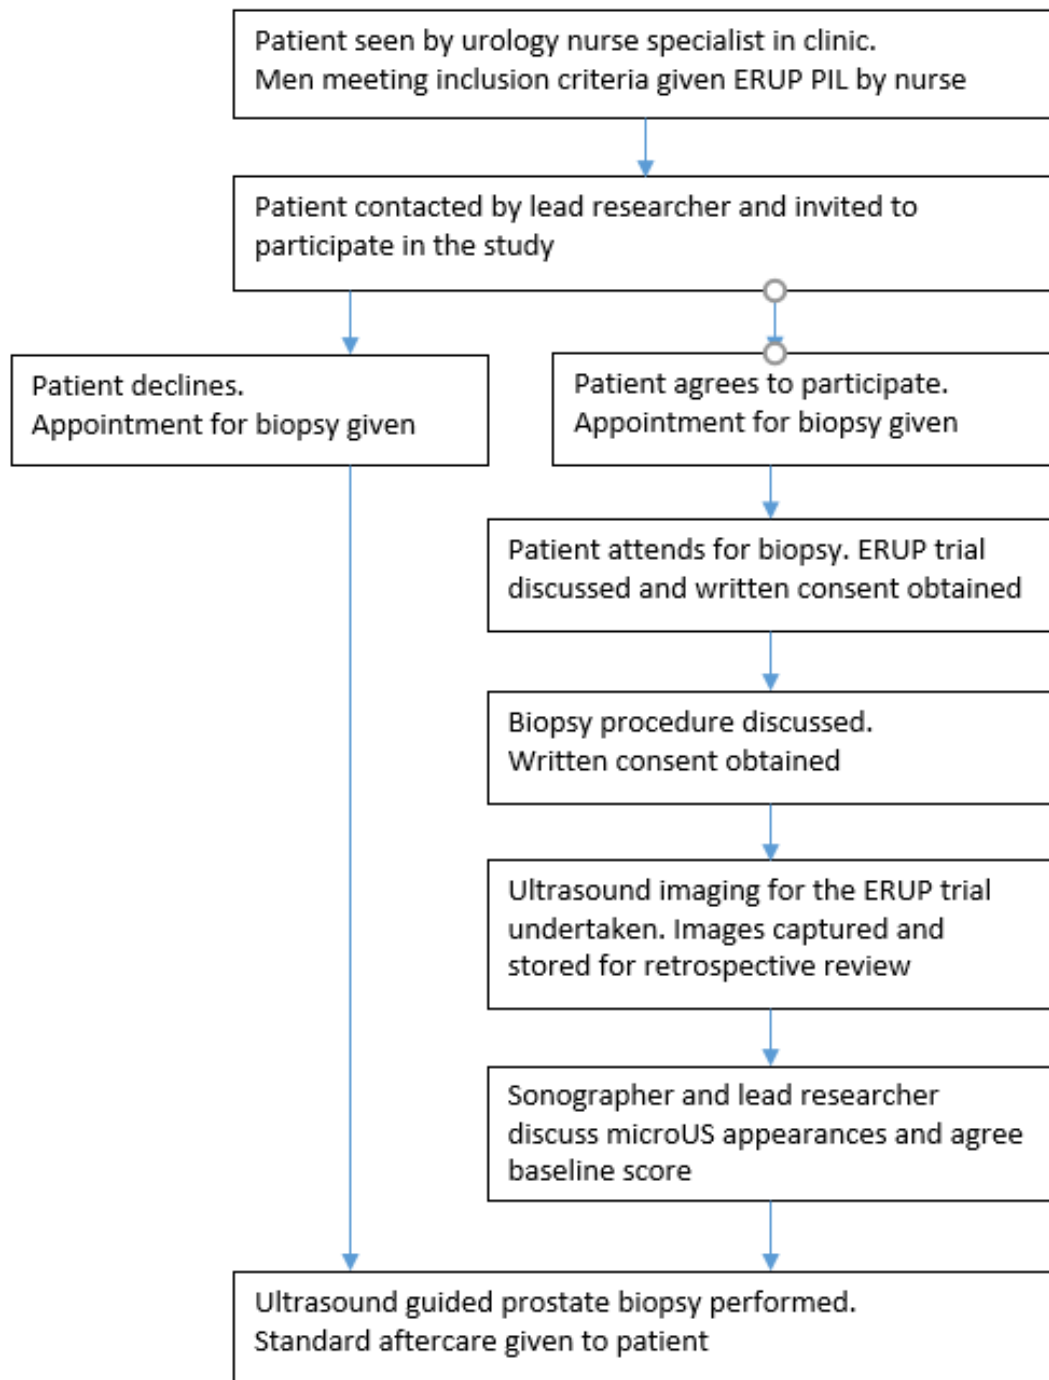 Patient seen by urology nurse specialist in clinic.
Men meeting inclusion criteria given ERUP PIL by nurse
Patient contacted by lead researcher and invited to
participate in the study
Patient declines.
Appointment for biopsy given
Patient agrees to participate.
Appointment for biopsy given
Patient attends for biopsy. ERUP trial
discussed and written consent obtained
Biopsy procedure discussed.
Written consent obtained
Ultrasound imaging for the ERUP trial
undertaken. Images captured and
stored for retrospective review
Sonographer and lead researcher
discuss microUS appearances and agree
baseline score
Ultrasound guided prostate biopsy performed.
Standard aftercare given to patient